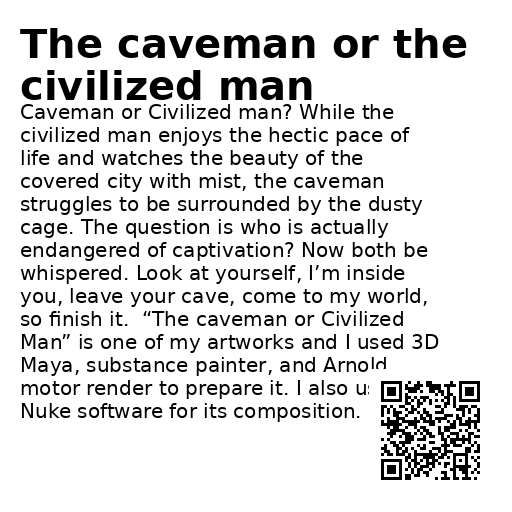 The caveman or the
civilized man
Caveman or Civilized man? While the
civilized man enjoys the hectic pace of
life and watches the beauty of the
covered city with mist, the caveman
struggles to be surrounded by the dusty
cage. The question is who is actually
endangered of captivation? Now both be
whispered. Look at yourself, I’m inside
you, leave your cave, come to my world,
so finish it.  “The caveman or Civilized
Man” is one of my artworks and I used 3D
Maya, substance painter, and Arnold
motor render to prepare it. I also
Nuke software for its composition.